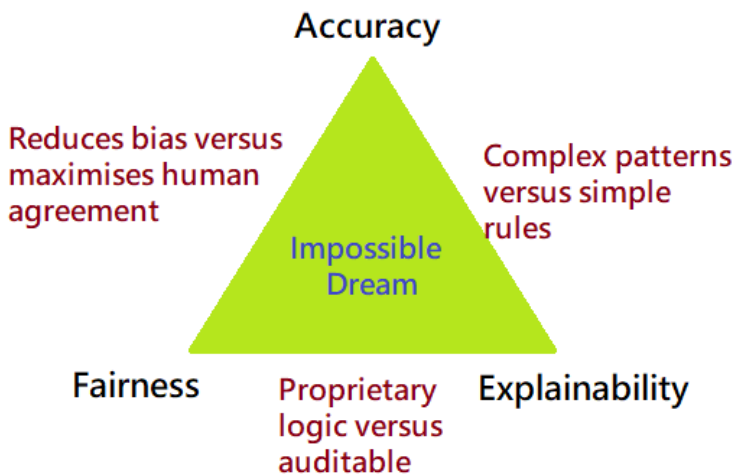 Accuracy
Reduces bias versus
maximises human
agreement
Complex patterns
versus simple
rules
Impossible
Dream
Fairness
Proprietary
logic versus
auditable
Explainability